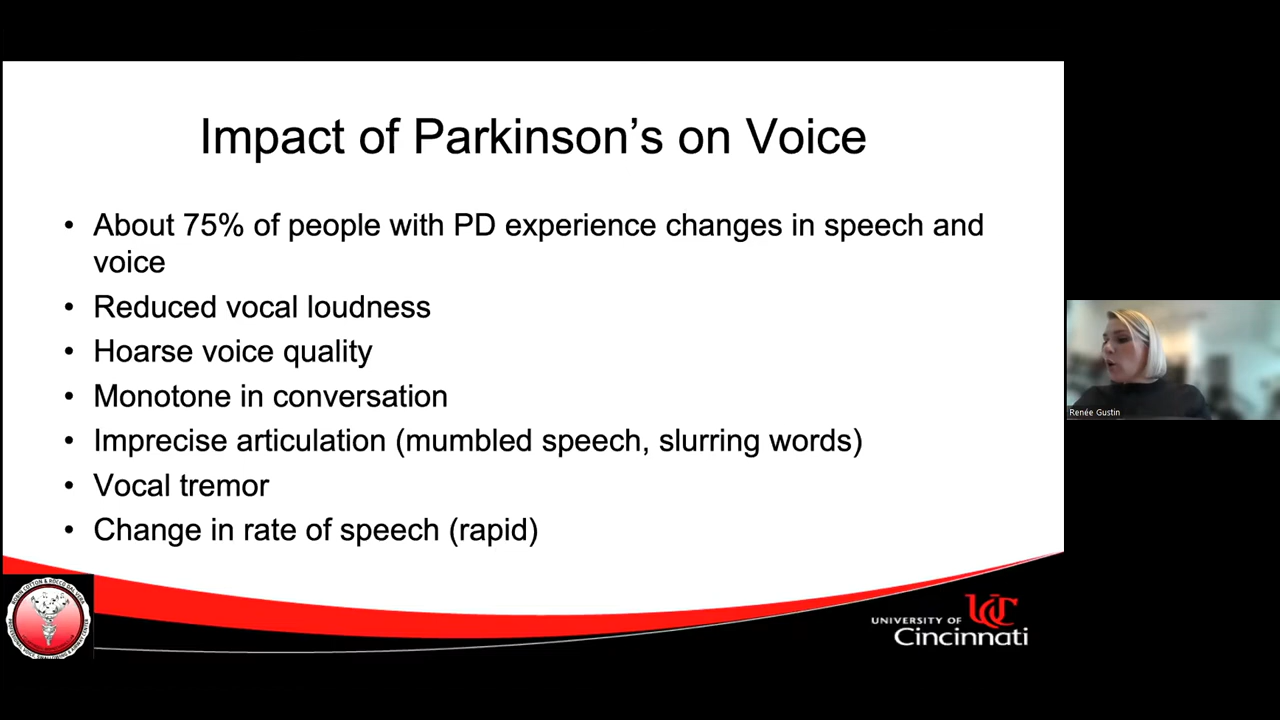 Impact of Parkinson's on Voice
• About 75% of people with PD experience changes in speech and
voice
• Reduced vocal loudness
• Hoarse voice quality
• Monotone in conversation
• Imprecise articulation (mumbled speech, slurring words)
• Vocal tremor
• Change in rate of speech (rapid)
Renée Gustin
UC
UNIVERSITY OF
Cincinnati